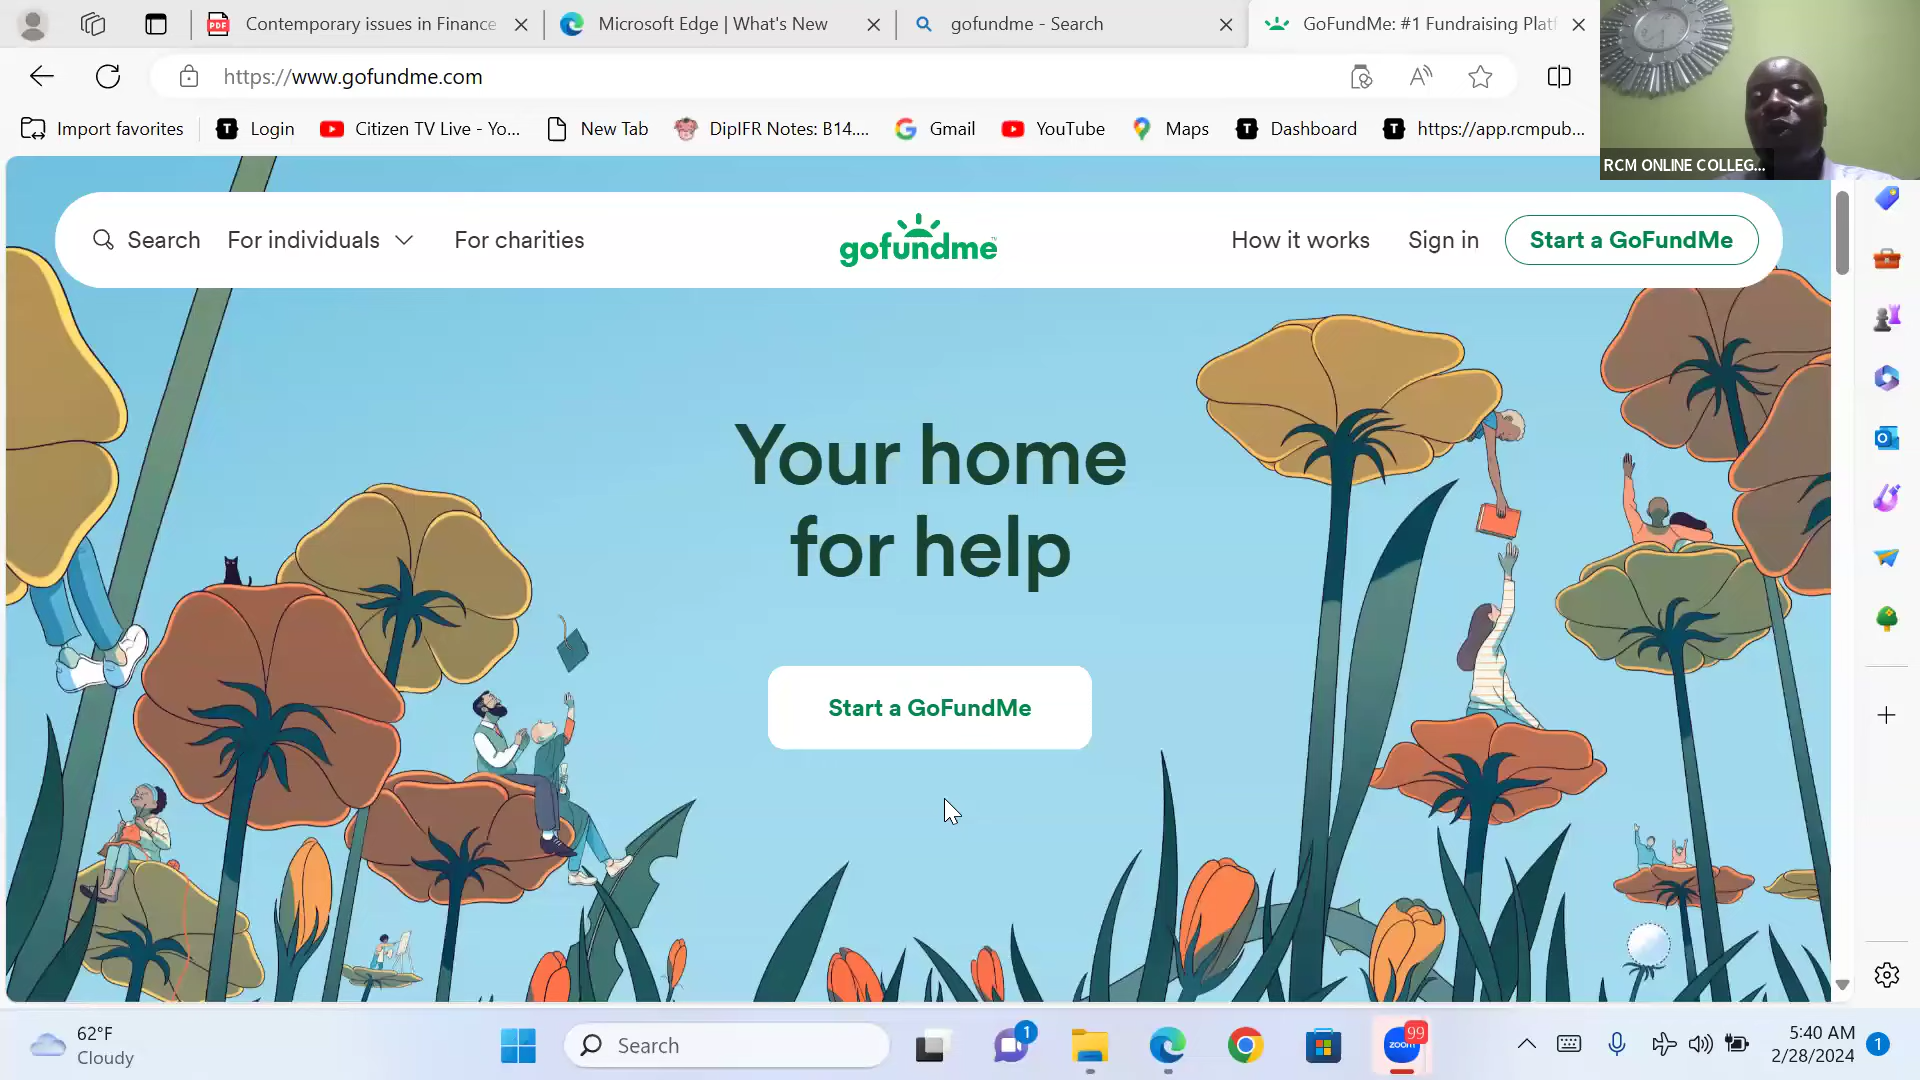 Contemporary issues in Finance
Microsoft Edge | What's New
gofundme - Search
GoFundMe: #1 Fundraising Platf
https://www.gofundme.com
Import favorites
Login
Citizen TV Live - Yo...
New Tab
DipIFR Notes: B14....
Gmail
YouTube
Maps
Dashboard
https://app.rcmpub...
RCM ONLINE COLLEG...
Search
For individuals
For charities
gofundme
How it works
Sign in
Start a GoFundMe
Your home
for help
Start a GoFundMe
62°F
Cloudy
Search
1
zoom
99
5:40 AM
2/28/2024
1